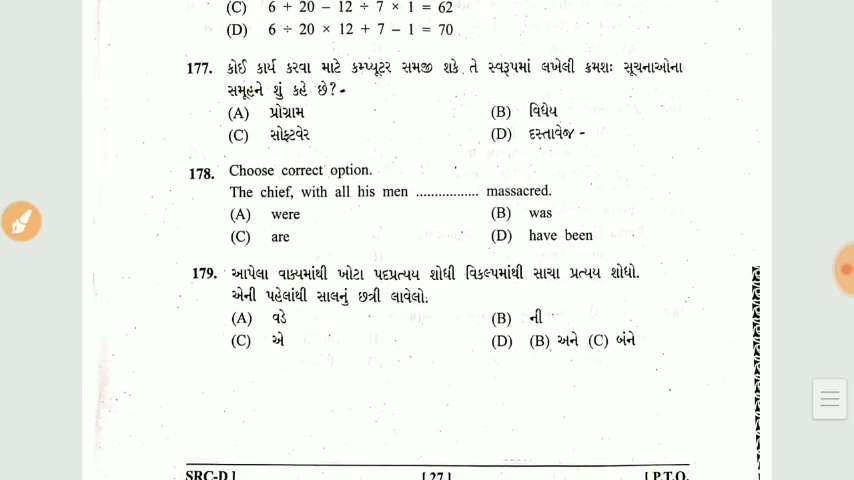 (C) 6 + 20 − 12 ÷ 7 × 1 = 62
(D) 6 ÷ 20 × 12 + 7 − 1 = 70
177. કોઈ કાર્ય કરવા માટે કમ્પ્યૂટર સમજી શકે તે સ્વરૂપમાં લખેલી ક્રમશઃ સૂચનાઓના
સમૂહને શું કહે છે? -
(A) પ્રોગ્રામ (B) વિધેય
(C) સોફ્ટવેર (D) દસ્તાવેજ -
178. Choose correct option.
The chief, with all his men ................. massacred.
(A) were (B) was
(C) are (D) have been
179. આપેલા વાક્યમાંથી ખોટા પદપ્રત્યય શોધી વિકલ્પમાંથી સાચા પ્રત્યય શોધો.
એની પહેલાંથી સાલનું છત્રી લાવેલો.
(A) વડે (B) ની
(C) એ (D) (B) અને (C) બંને
SRC-D ] [ 27 ] [ P.T.O.